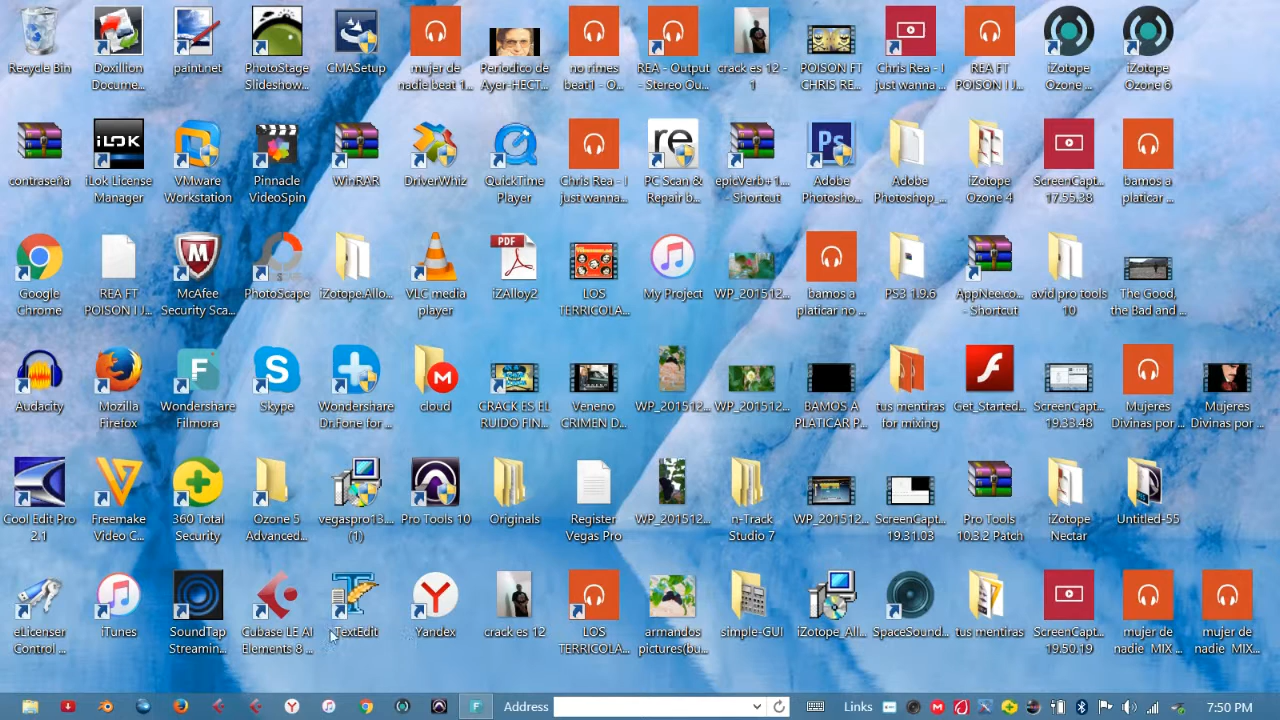 Recycle Bin
Doxillion
Docume...
paint.net
PhotoStage
Slideshow...
CMASetup
mujer de
nadie beat 1...
Periodico de
Ayer-HECT...
no rimes
beat1 - O...
REA - Output
- Stereo Ou...
crack es 12 -
1
POISON FT
CHRIS RE...
Chris Rea - I
just wanna ...
REA FT
POISON I J...
iZotope
Ozone ...
iZotope
Ozone 6
contraseña
iLOK
iLok License
Manager
VMware
Workstation
Pinnacle
VideoSpin
WinRAR
DriverWhiz
QuickTime
Player
Chris Rea - I
just wanna...
re
PC Scan &
Repair b...
epicVerb+1...
- Shortcut
Ps
Adobe
Photosho...
Adobe
Photoshop_...
iZotope
Ozone 4
ScreenCapt...
17.55.38
bamos a
platicar ...
Google
Chrome
REA FT
POISON I J...
McAfee
Security Sca...
PhotoScape
iZotope.Allo...
VLC media
player
PDF
iZAlloy2
LOS
TERRICOLA...
My Project
WP_201512...
bamos a
platicar no ...
PS3 1.9.6
AppNee.co...
- Shortcut
avid pro tools
10
The Good,
the Bad and ...
Audacity
Mozilla
Firefox
Wondershare
Filmora
Skype
Wondershare
Dr.Fone for ...
cloud
CRACK ES EL
RUIDO FIN...
Veneno
CRIMEN D...
WP_201512...
WP_201512...
BAMOS A
PLATICAR P...
tus mentiras
for mixing
Get_Started...
ScreenCapt...
19.33.48
Mujeres
Divinas por ...
Mujeres
Divinas por ...
Cool Edit Pro
2.1
Freemake
Video C...
360 Total
Security
Ozone 5
Advanced...
vegaspro13....
(1)
Pro Tools 10
Originals
Register
Vegas Pro
WP_201512...
n-Track
Studio 7
WP_201512...
ScreenCapt...
19.31.03
Pro Tools
10.3.2 Patch
iZotope
Nectar
Untitled-55
eLicenser
Control ...
iTunes
SoundTap
Streamin...
Cubase LE AI
Elements 8 ...
TextEdit
Yandex
crack es 12
LOS
TERRICOLA...
armandos
pictures(bu...
simple-GUI
iZotope_All...
SpaceSound...
tus mentiras
ScreenCapt...
19.50.19
mujer de
nadie MIX ...
mujer de
nadie MIX ...
Address
Links
7:50 PM